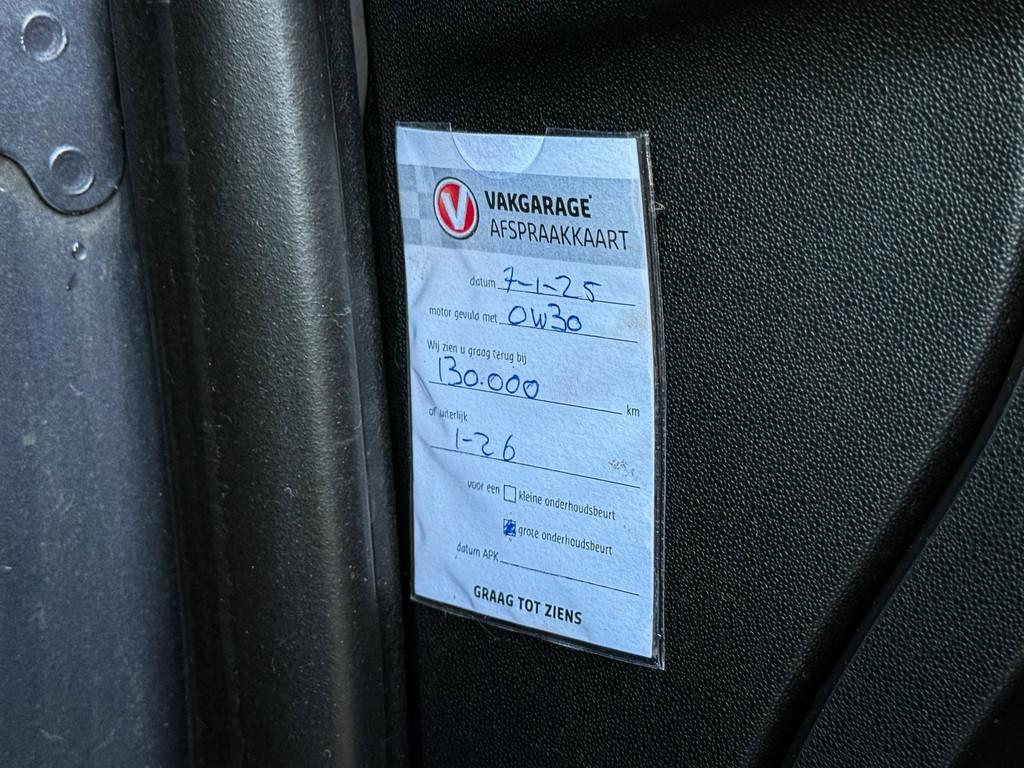 V VAKGARAGE
AFSPRAAKKAART
datum 7-1-25
motor gevuld met 0W30
Wij zien u graag terug bij
130.000 km
of uiterlijk
1-26
voor een kleine onderhoudsbeurt
grote onderhoudsbeurt
datum APK
GRAAG TOT ZIENS